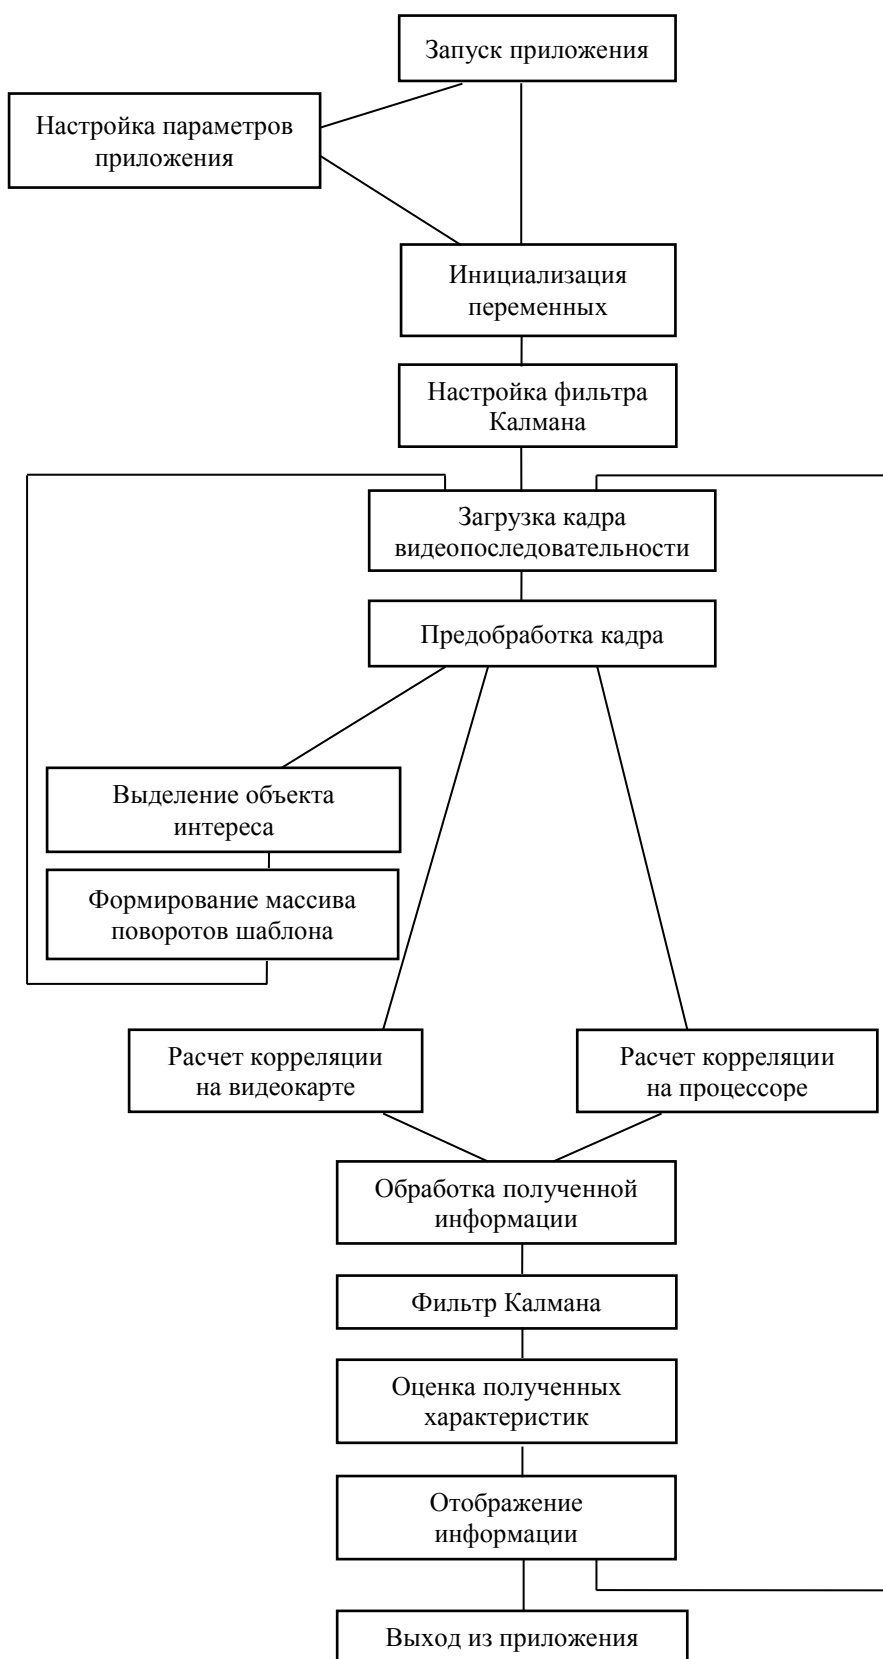 Запуск приложения
Настройка параметров
приложения
Инициализация
переменных
Настройка фильтра
Калмана
Загрузка кадра
видеопоследовательности
Предобработка кадра
Выделение объекта
интереса
Формирование массива
поворотов шаблона
Расчет корреляции
на видеокарте
Расчет корреляции
на процессоре
Обработка полученной
информации
Фильтр Калмана
Оценка полученных
характеристик
Отображение
информации
Выход из приложения